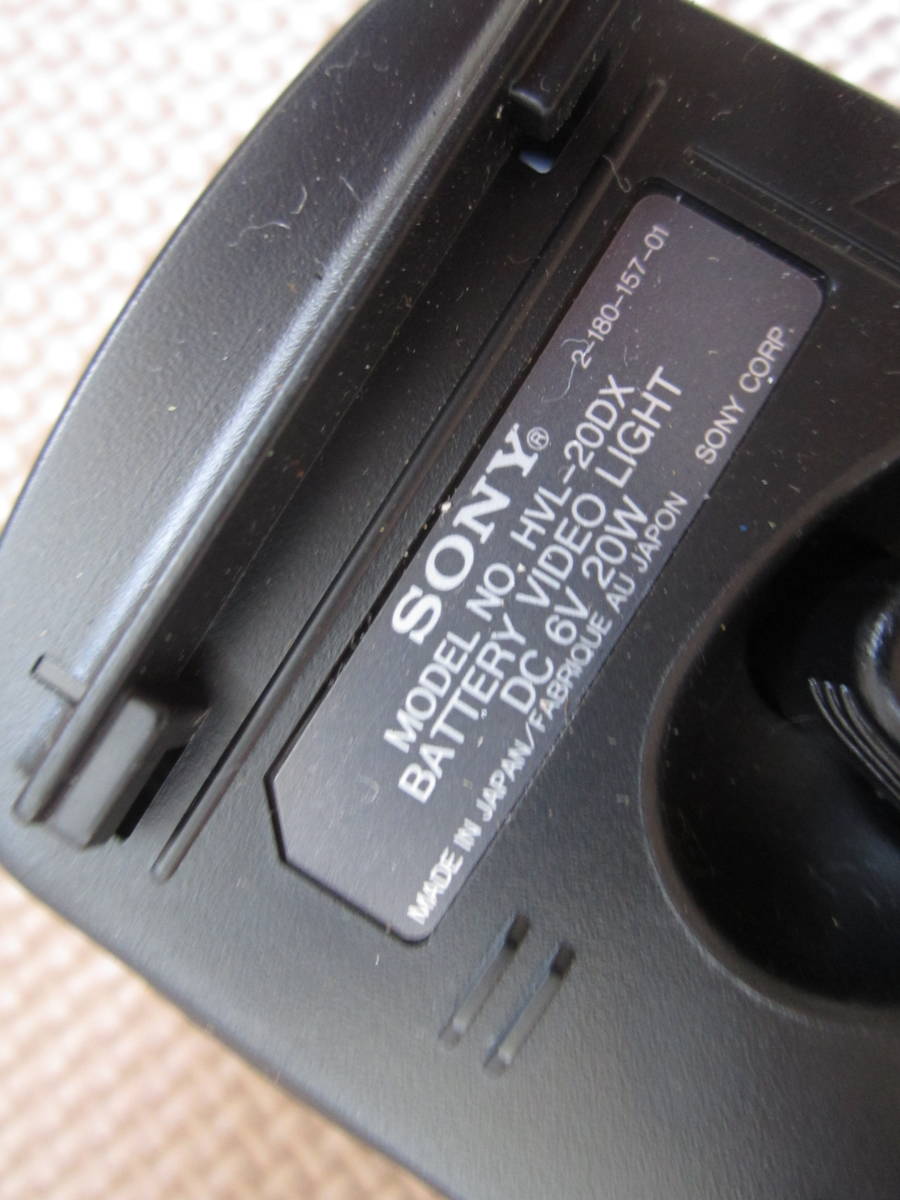 2-180-157-01
SONY®
MODEL NO. HVL-20DX
BATTERY VIDEO LIGHT
DC 6V 20W
SONY CORP.
MADE IN JAPAN/FABRIQUE AU JAPON